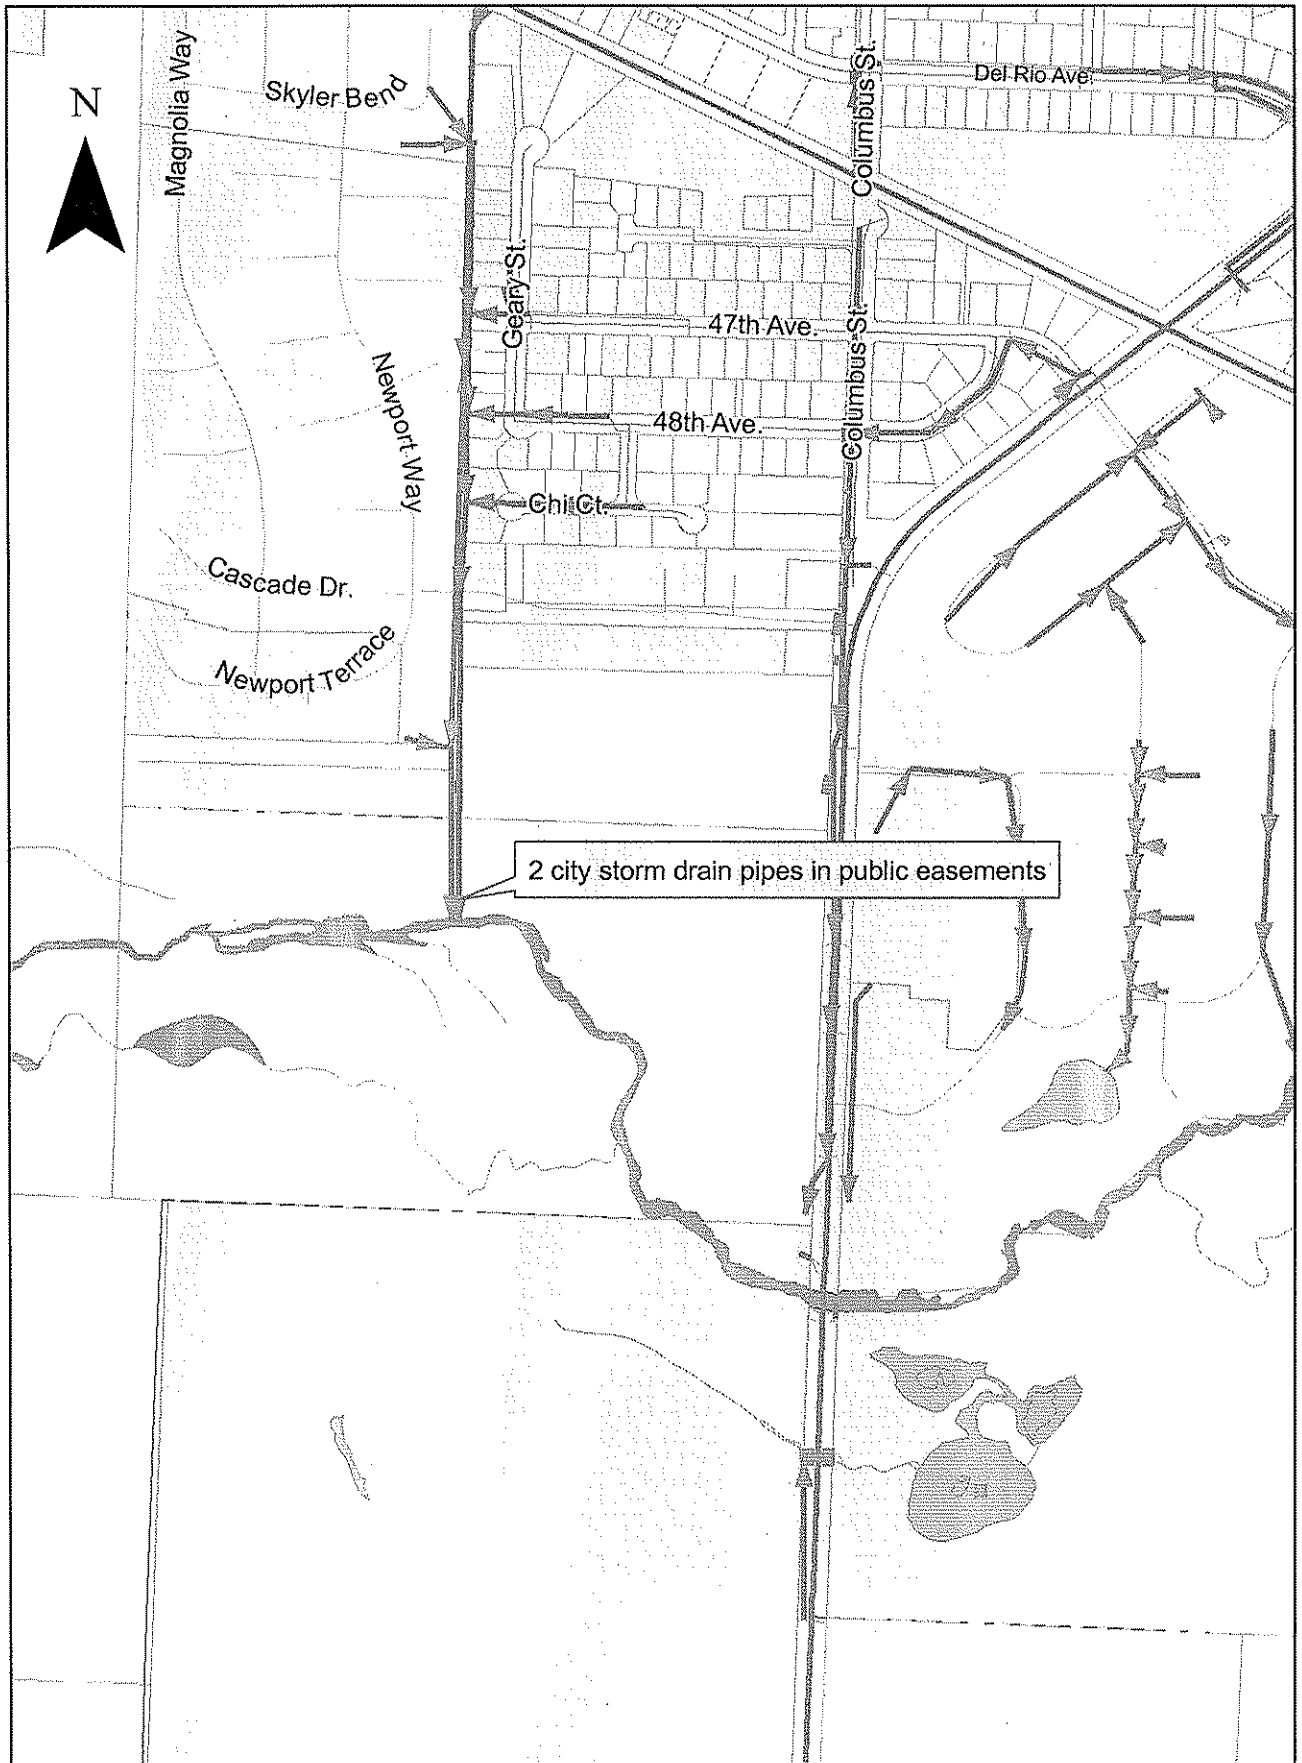 N
Magnolia Way
Skyler Bend
Columbus St.
Del Rio Ave.
Geary St.
47th Ave.
Columbus St.
Newport Way
48th Ave.
Chi Ct.
Cascade Dr.
Newport Terrace
2 city storm drain pipes in public easements